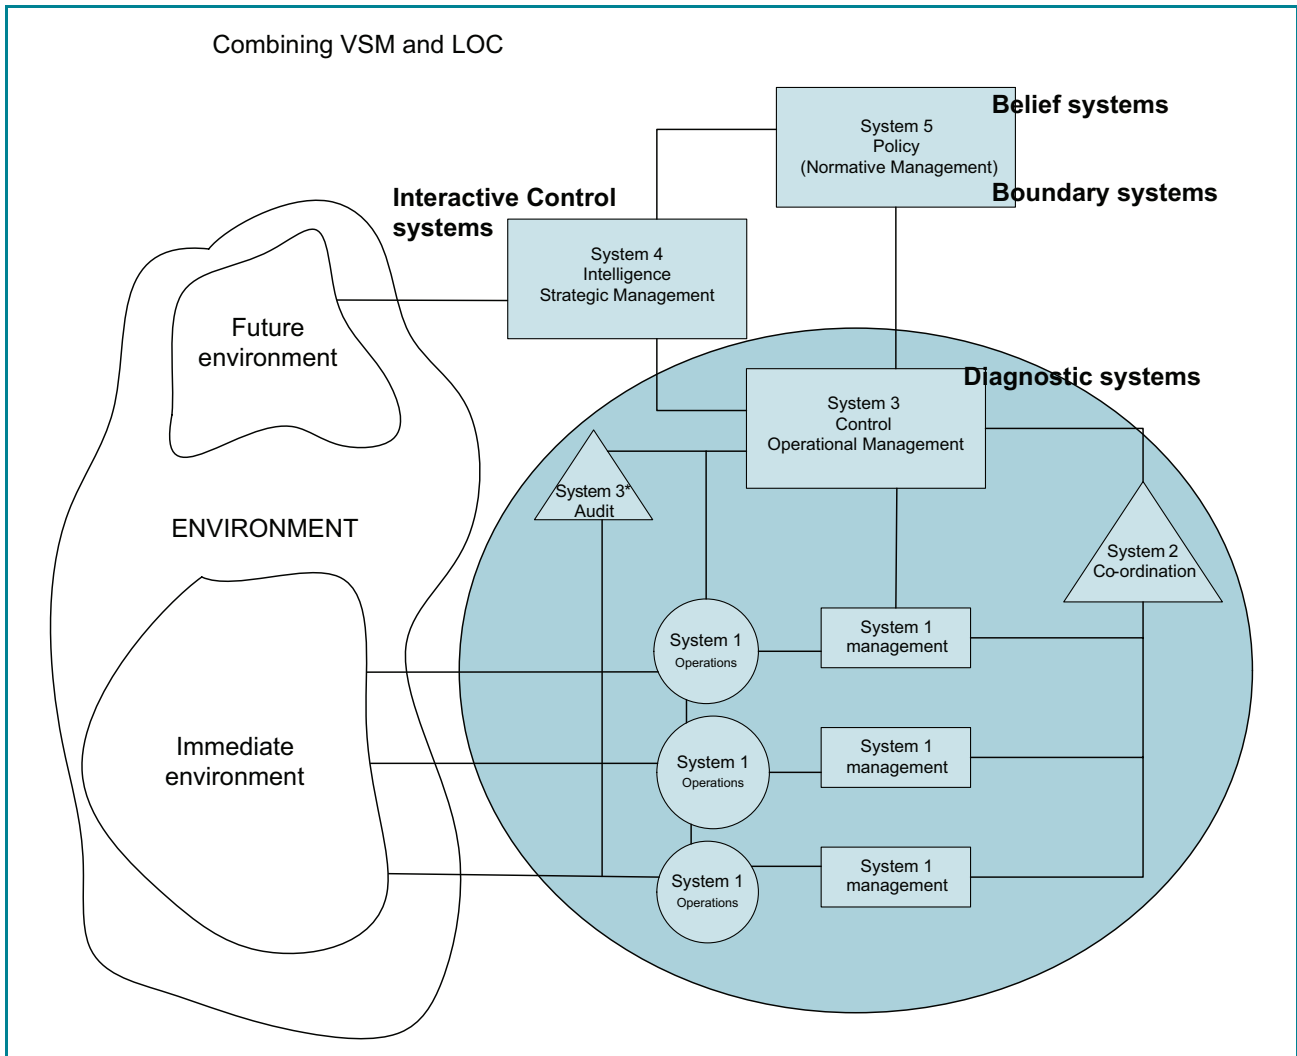 Combining VSM and LOC
Belief systems
System 5
Policy
(Normative Management)
Boundary systems
Interactive Control
systems
System 4
Intelligence
Strategic Management
Future
environment
Diagnostic systems
System 3
Control
Operational Management
System 3*
Audit
ENVIRONMENT
System 2
Co-ordination
System 1
Operations
System 1
management
Immediate
environment
System 1
Operations
System 1
management
System 1
Operations
System 1
management